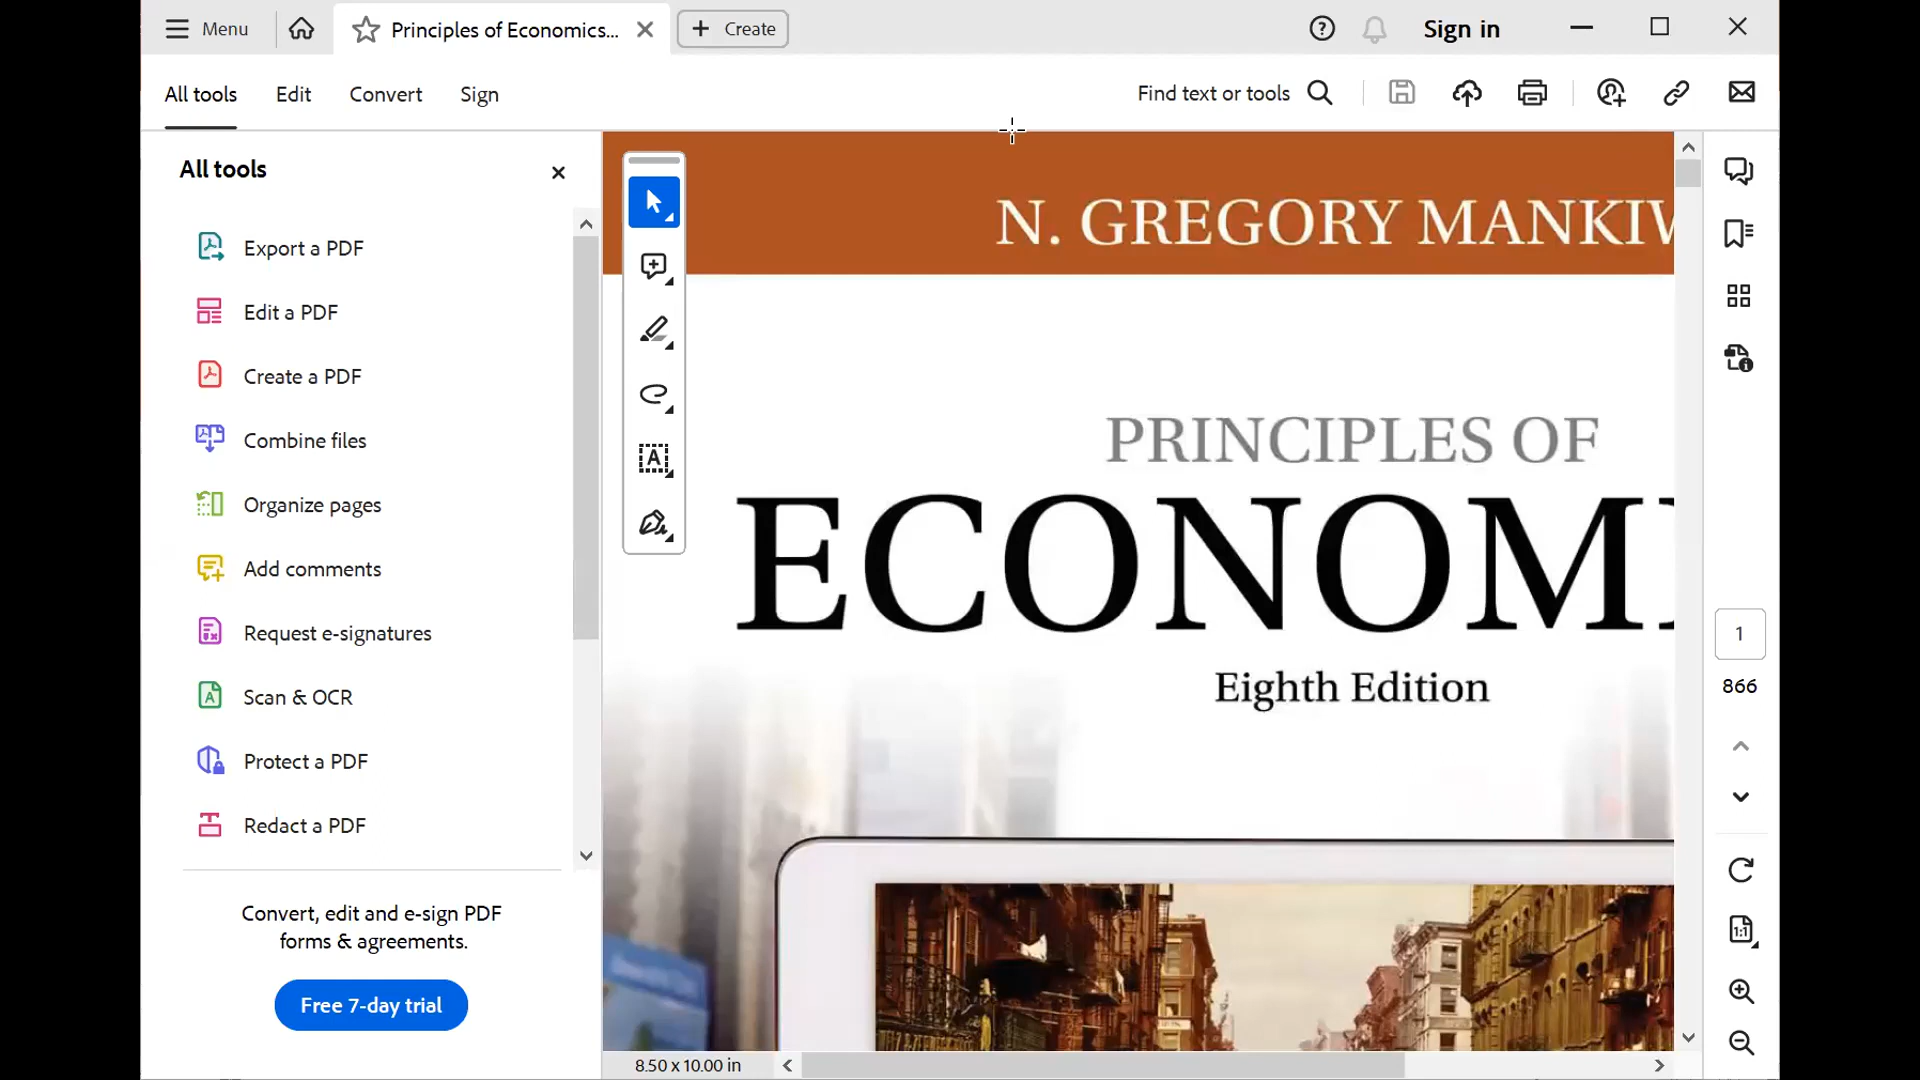 Menu
Principles of Economics...
Create
Sign in
All tools
Edit
Convert
Sign
Find text or tools
All tools
Export a PDF
Edit a PDF
Create a PDF
Combine files
Organize pages
Add comments
Request e-signatures
Scan & OCR
Protect a PDF
Redact a PDF
Convert, edit and e-sign PDF
forms & agreements.
Free 7-day trial
N. GREGORY MANKIW
PRINCIPLES OF
ECONOMI
Eighth Edition
8.50 x 10.00 in
1
866